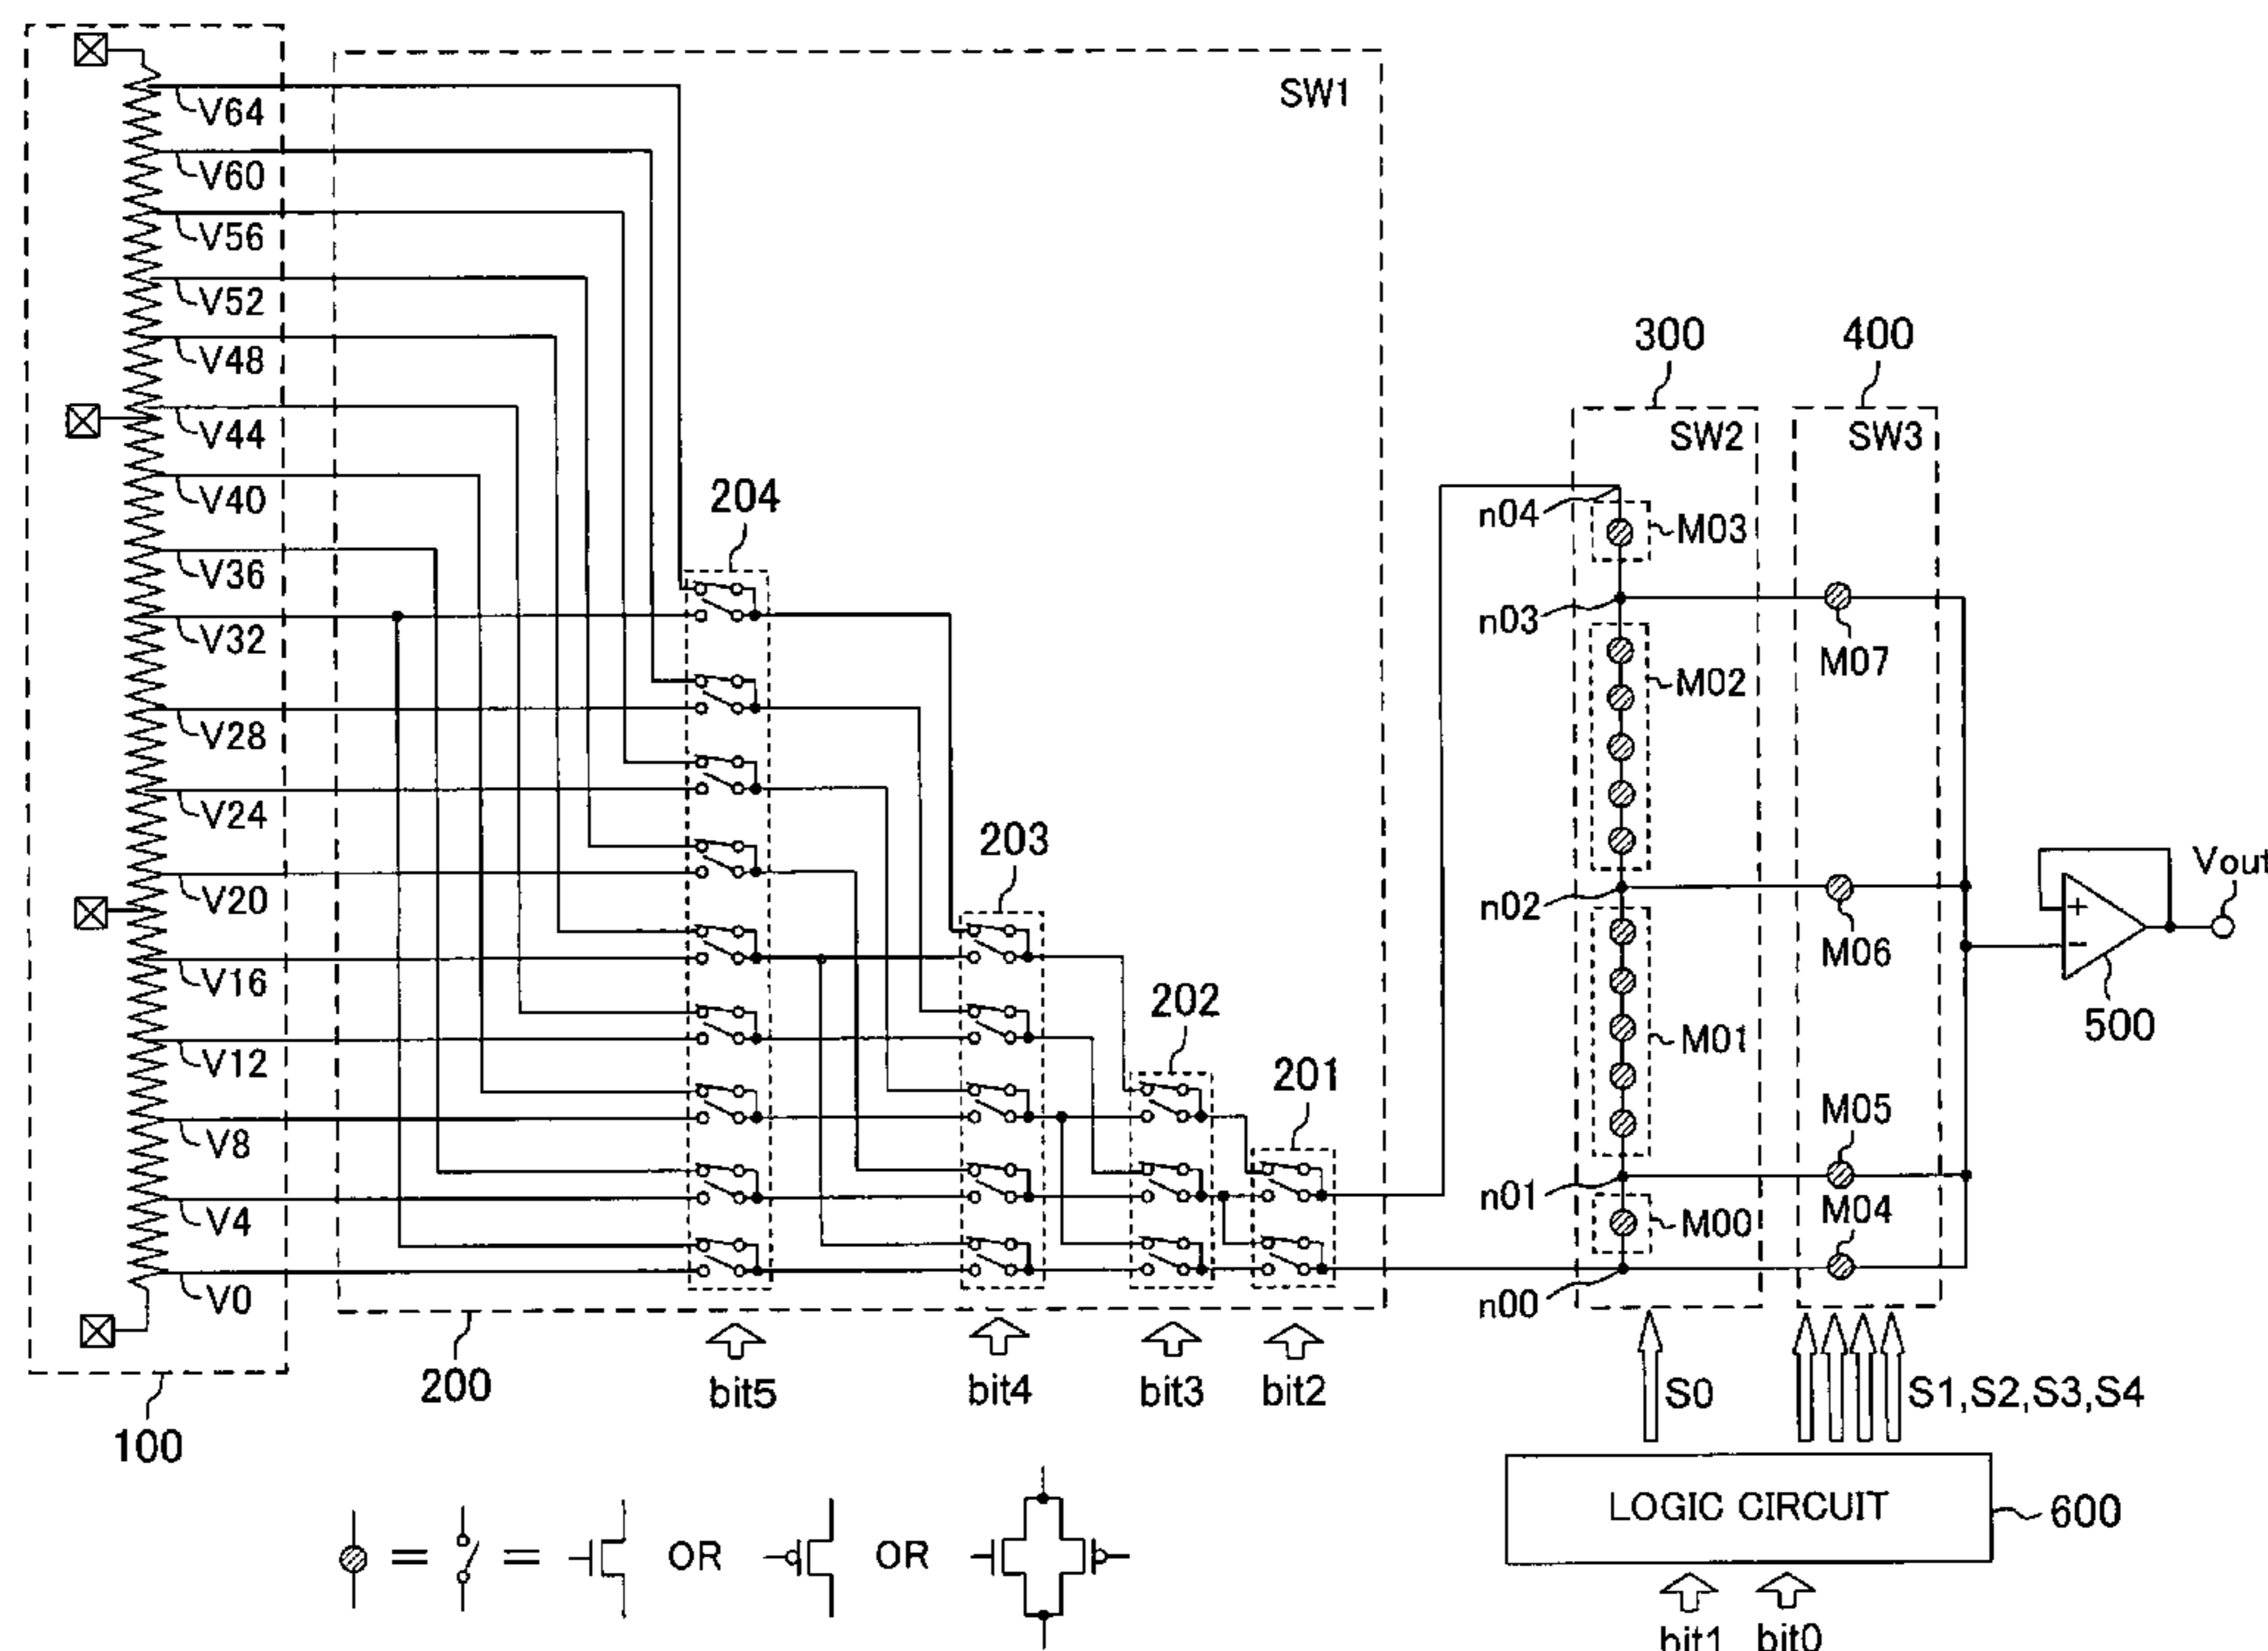 SW1
V64
V60
V56
V52
V48
V44
V40
V36
V32
V28
V24
V20
V16
V12
V8
V4
V0
100
200
204
203
202
201
bit5
bit4
bit3
bit2
300
400
SW2
SW3
n04
M03
n03
M07
M02
n02
M06
M01
M05
n01
M04
M00
n00
+
-
Vout
500
S0
S1,S2,S3,S4
LOGIC CIRCUIT
600
bit1
bit0
= = OR OR